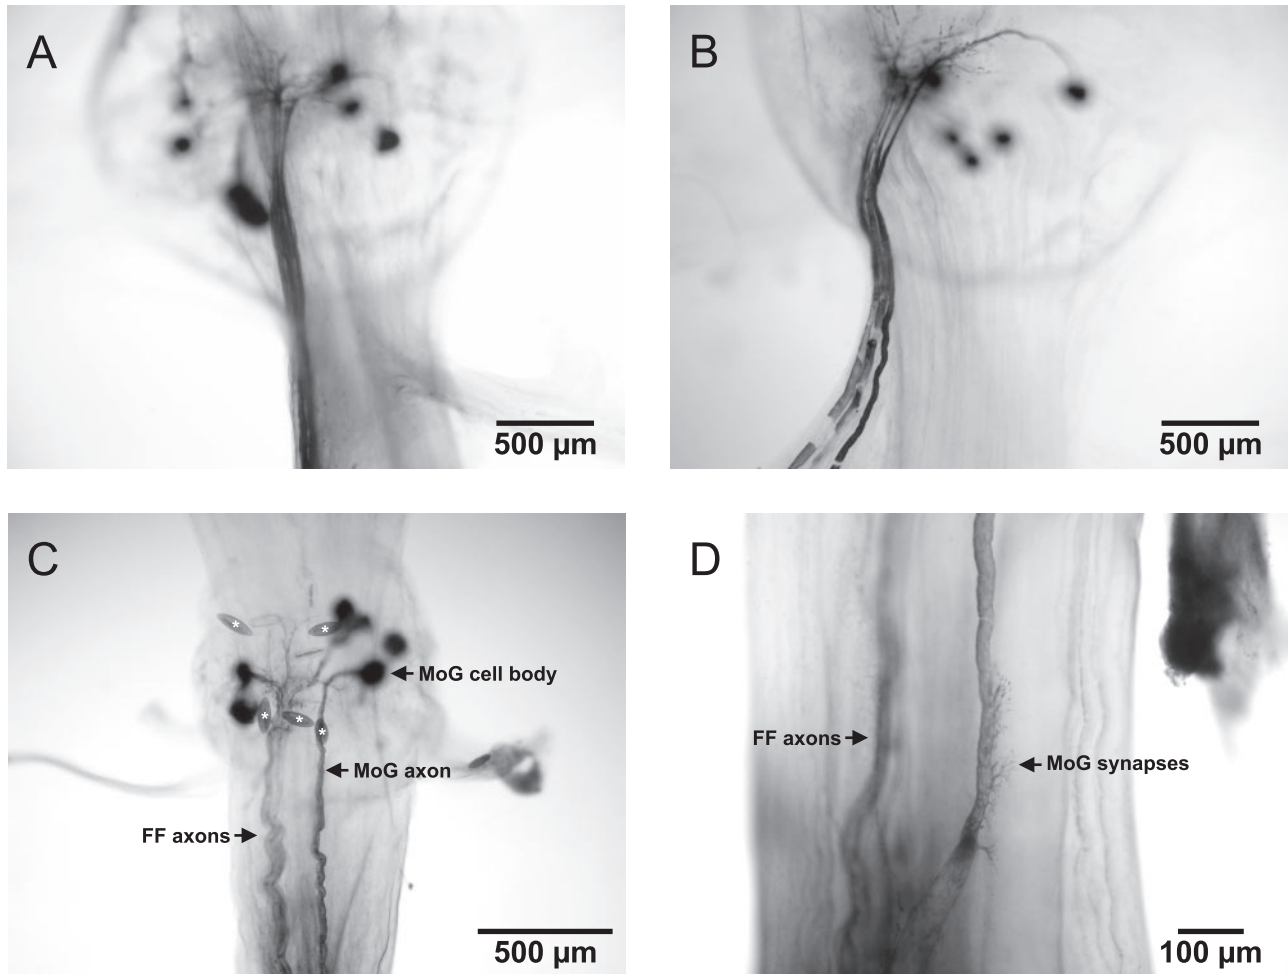 A
500 µm
B
500 µm
C
*
*
MoG cell body
*
*
*
MoG axon
FF axons
500 µm
D
FF axons
MoG synapses
100 µm